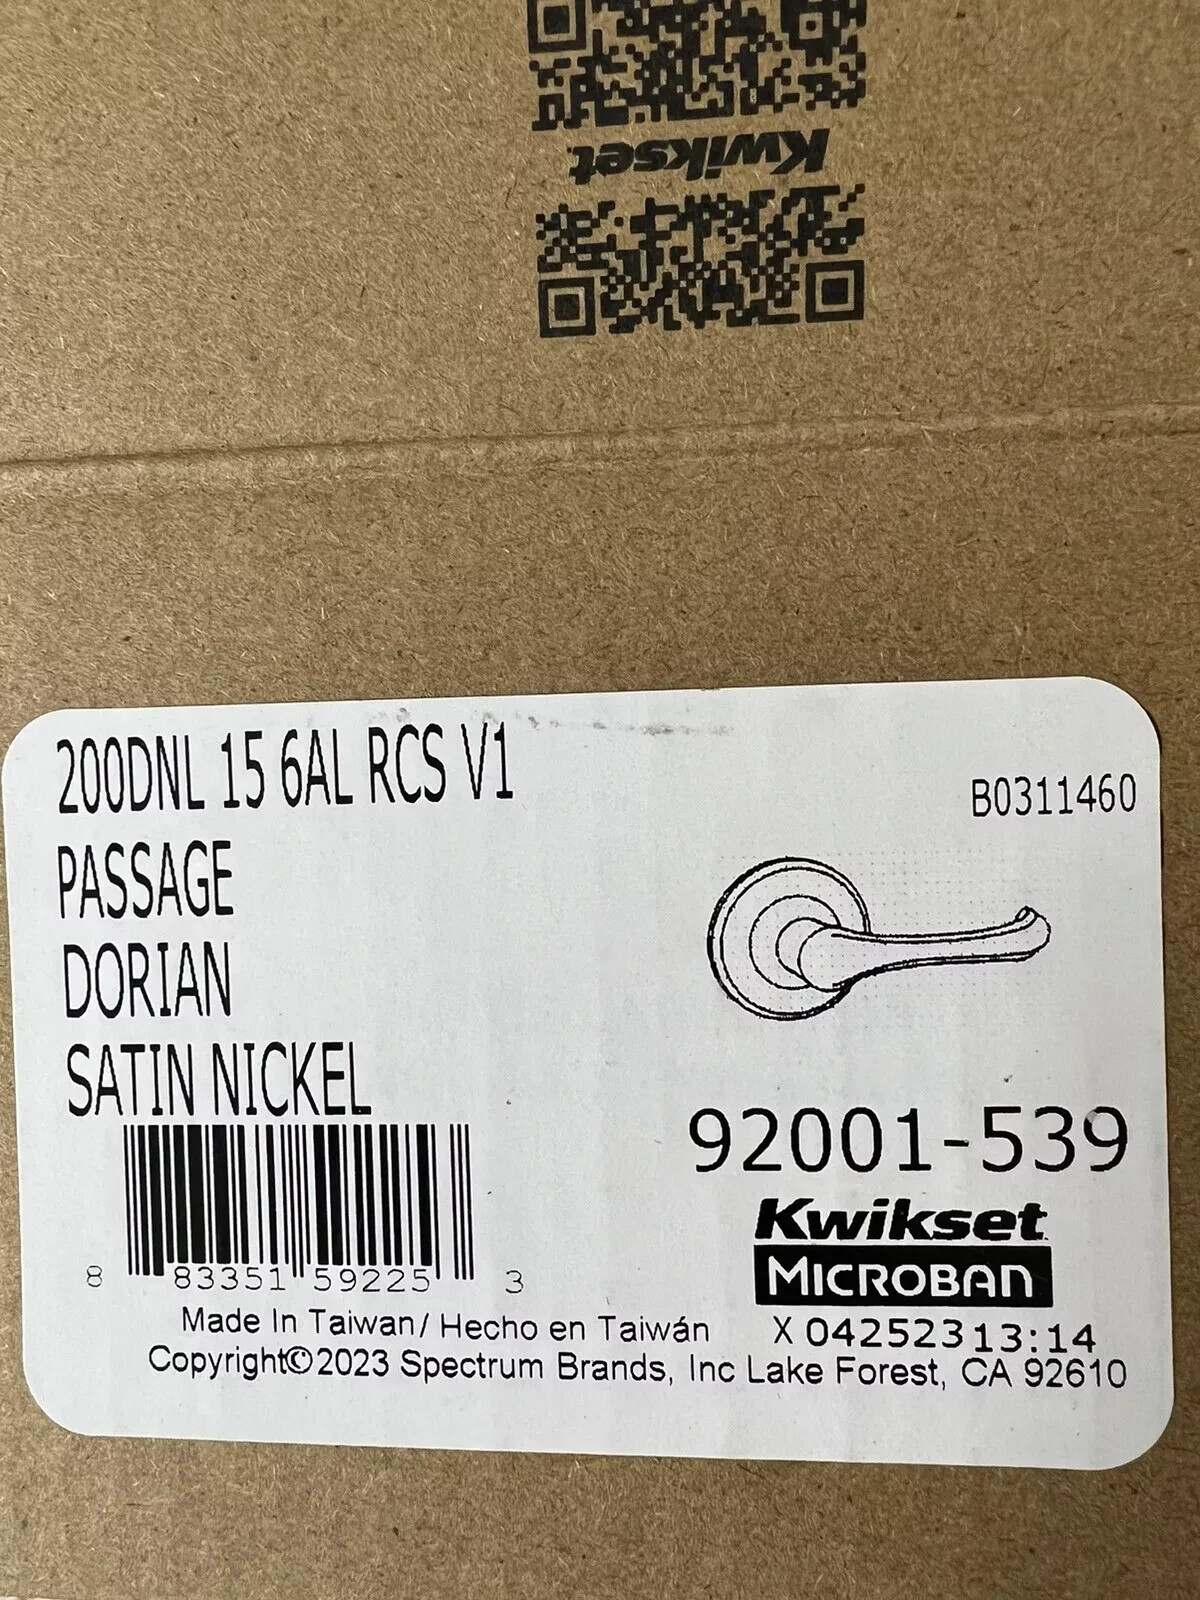 Kwikset
200DNL 15 6AL RCS V1
B0311460
PASSAGE
DORIAN
SATIN NICKEL
92001-539
Kwikset
MICROBAN
8 83351 59225 3
Made In Taiwan/ Hecho en Taiwán
X 04252313:14
Copyright©2023 Spectrum Brands, Inc Lake Forest, CA 92610